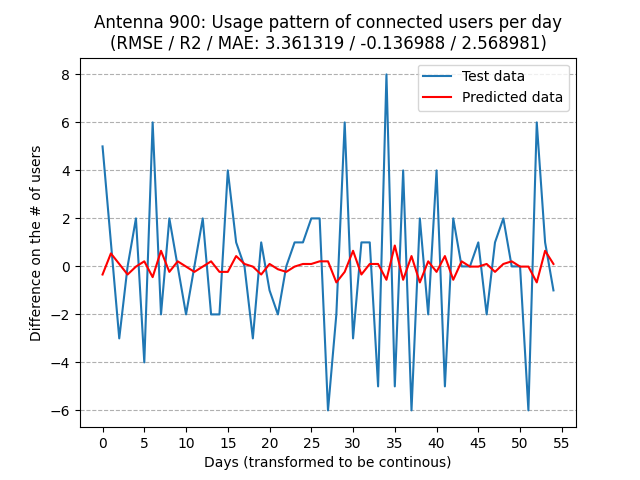 Antenna 900: Usage pattern of connected users per day
(RMSE / R2 / MAE: 3.361319 / -0.136988 / 2.568981)
Test data
Predicted data
Difference on the # of users
8
6
4
2
0
−2
−4
−6
0 5 10 15 20 25 30 35 40 45 50 55
Days (transformed to be continous)